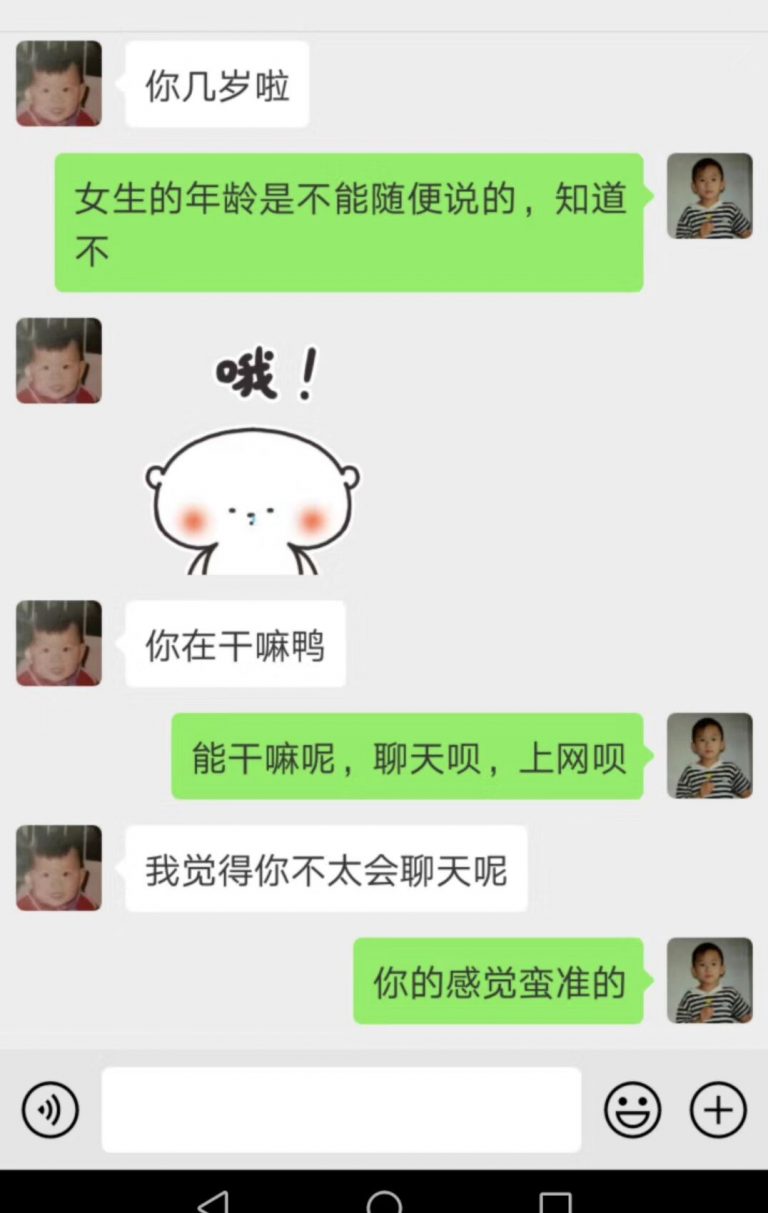 你几岁啦
女生的年龄是不能随便说的，知道
不
哦！
你在干嘛鸭
能干嘛呢，聊天呗，上网呗
我觉得你不太会聊天呢
你的感觉蛮准的